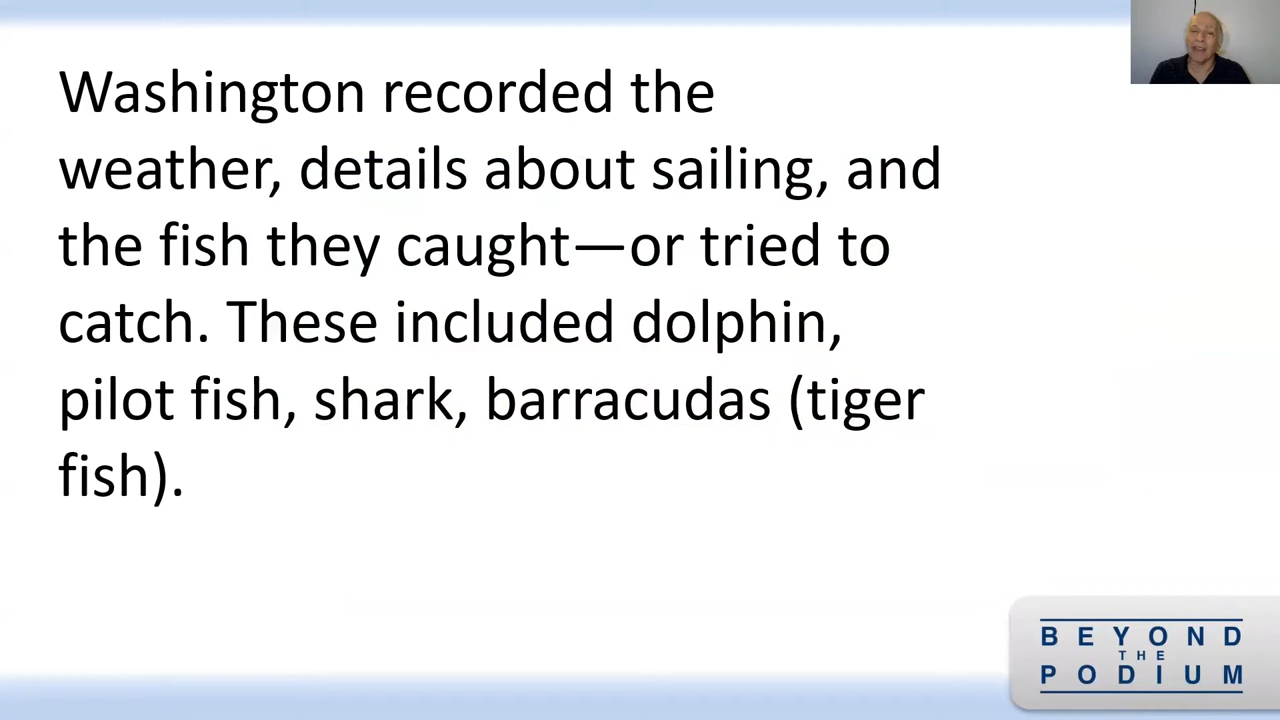 Washington recorded the
weather, details about sailing, and
the fish they caught—or tried to
catch. These included dolphin,
pilot fish, shark, barracudas (tiger
fish).
BEYOND
THE
PODIUM